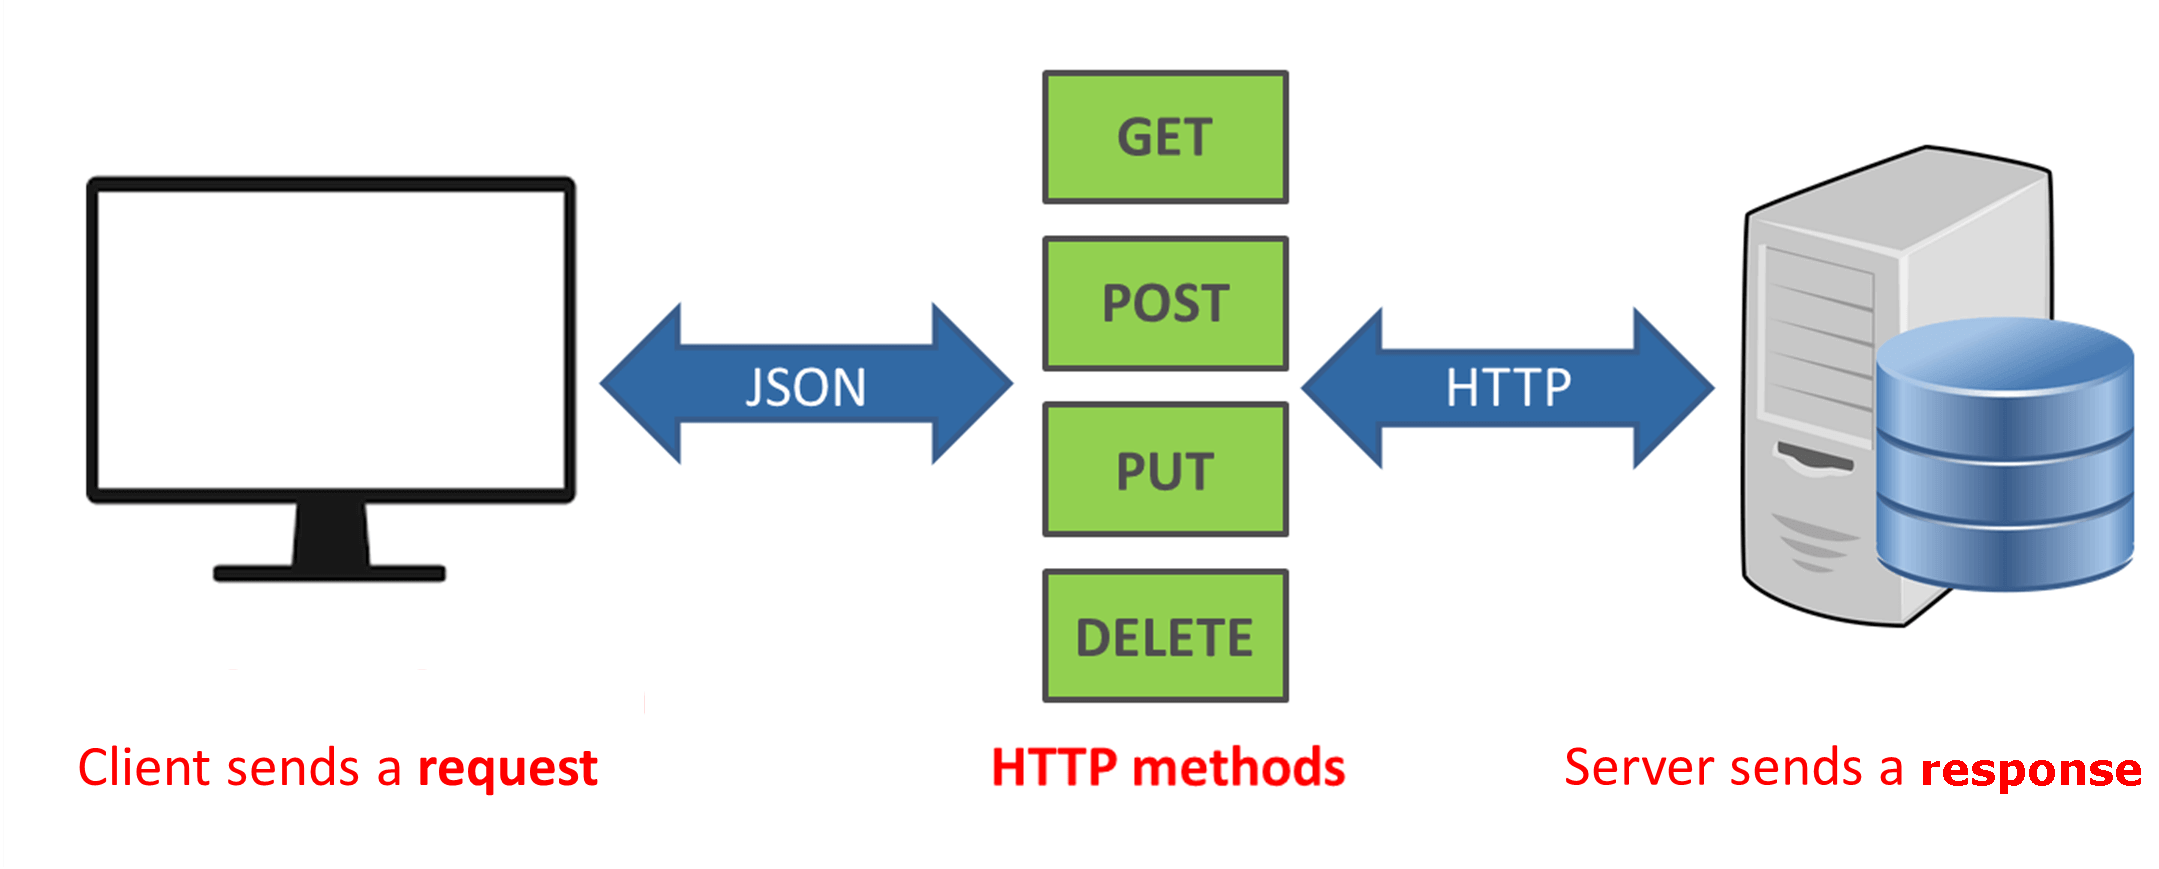 GET
POST
JSON
HTTP
PUT
DELETE
Client sends a request
HTTP methods
Server sends a response